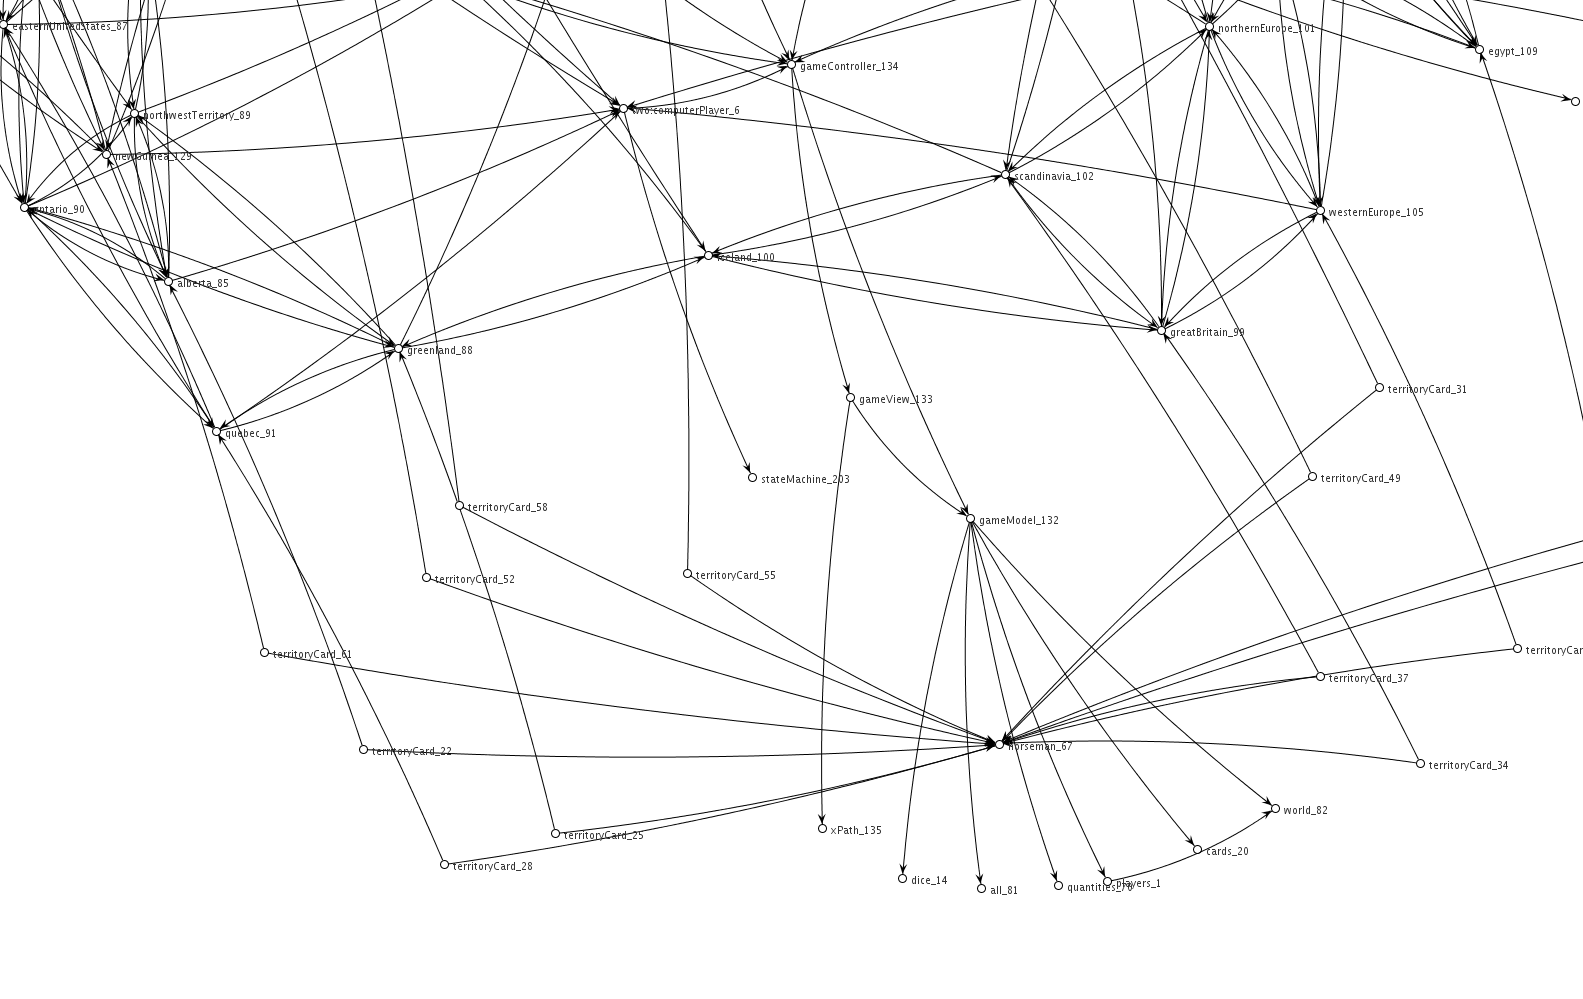 easternUnitedStates_87
northernEurope_101
egypt_109
gameController_134
two:computerPlayer_6
northwestTerritory_89
newGuinea_129
scandinavia_102
ontario_90
westernEurope_105
iceland_100
alberta_85
greatBritain_99
greenland_88
territoryCard_31
gameView_133
quebec_91
stateMachine_203
territoryCard_49
territoryCard_58
gameModel_132
territoryCard_55
territoryCard_52
territoryCar
territoryCard_61
territoryCard_37
horseman_67
territoryCard_22
territoryCard_34
world_82
xPath_135
territoryCard_25
cards_20
territoryCard_28
dice_14
players_1
all_81